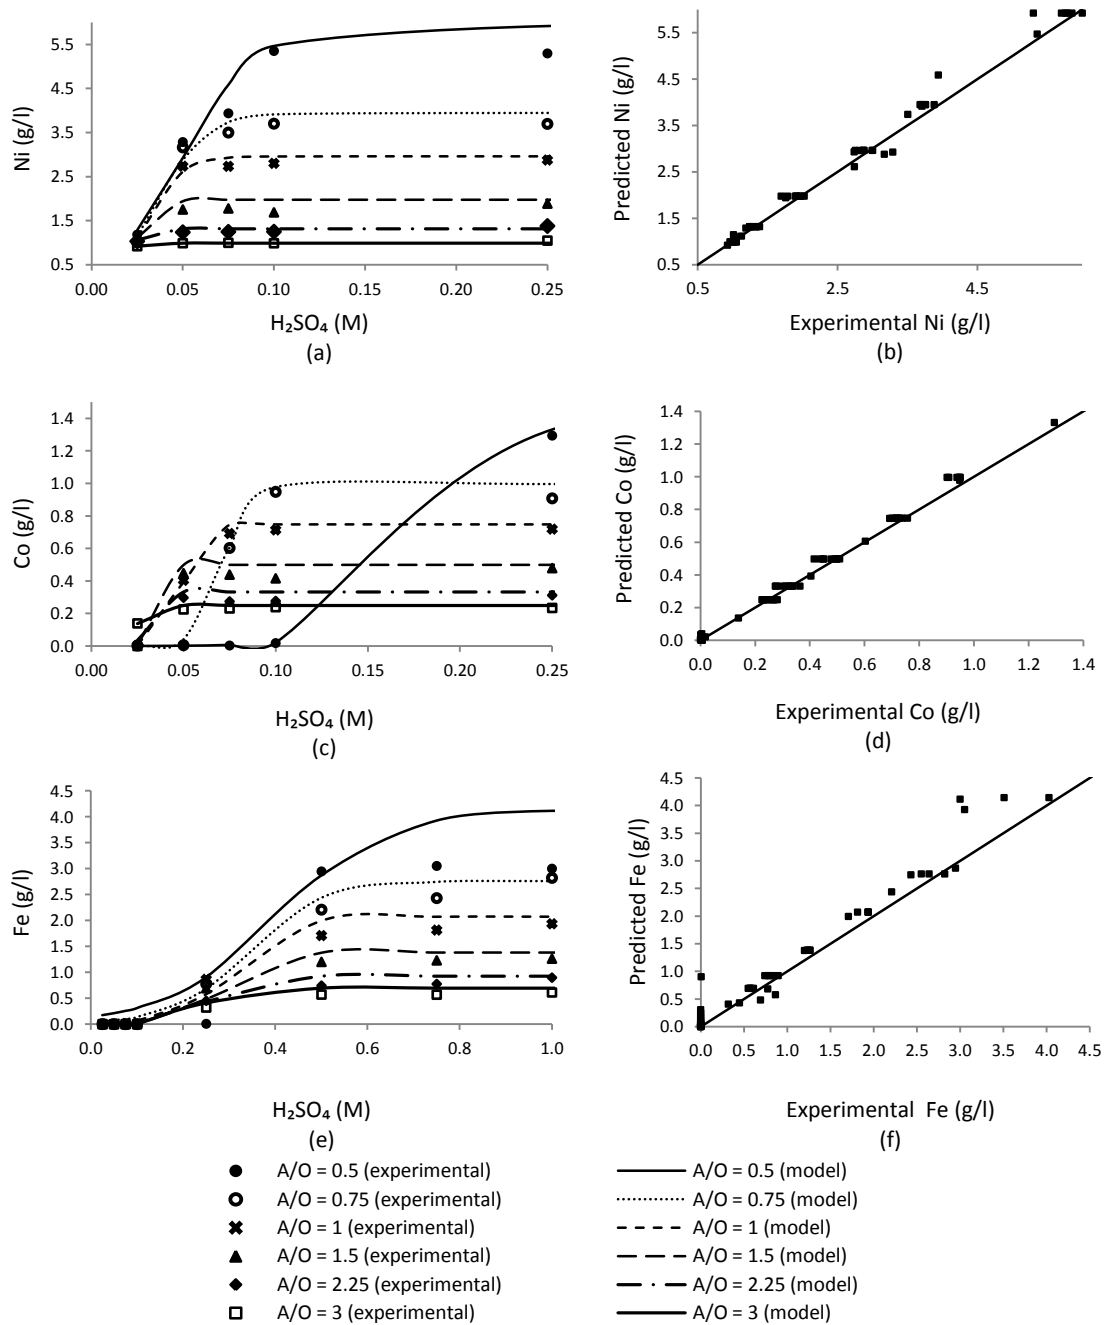 5.5
4.5
3.5
2.5
1.5
0.5
Ni (g/l)
0.00 0.05 0.10 0.15 0.20 0.25
H₂SO₄ (M)
(a)
5.5
4.5
3.5
2.5
1.5
0.5
Predicted Ni (g/l)
0.5 2.5 4.5
Experimental Ni (g/l)
(b)
1.4
1.2
1.0
0.8
0.6
0.4
0.2
0.0
Co (g/l)
0.00 0.05 0.10 0.15 0.20 0.25
H₂SO₄ (M)
(c)
1.4
1.2
1.0
0.8
0.6
0.4
0.2
0.0
Predicted Co (g/l)
0.0 0.2 0.4 0.6 0.8 1.0 1.2 1.4
Experimental Co (g/l)
(d)
4.5
4.0
3.5
3.0
2.5
2.0
1.5
1.0
0.5
0.0
Fe (g/l)
0.0 0.2 0.4 0.6 0.8 1.0
H₂SO₄ (M)
(e)
4.5
4.0
3.5
3.0
2.5
2.0
1.5
1.0
0.5
0.0
Predicted Fe (g/l)
0.0 0.5 1.0 1.5 2.0 2.5 3.0 3.5 4.0 4.5
Experimental Fe (g/l)
(f)
A/O = 0.5 (experimental) A/O = 0.5 (model)
A/O = 0.75 (experimental) A/O = 0.75 (model)
A/O = 1 (experimental) A/O = 1 (model)
A/O = 1.5 (experimental) A/O = 1.5 (model)
A/O = 2.25 (experimental) A/O = 2.25 (model)
A/O = 3 (experimental) A/O = 3 (model)